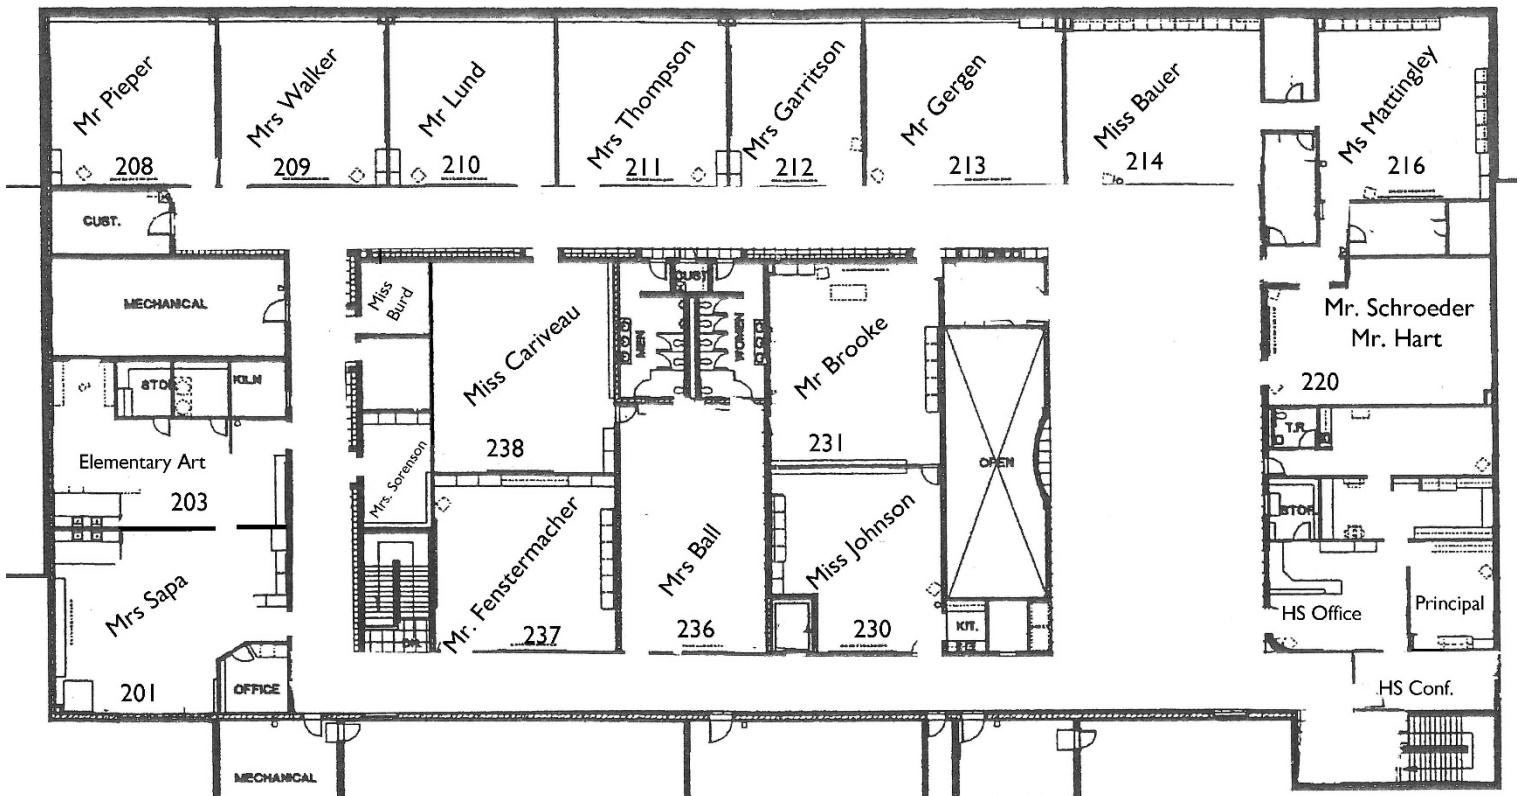 Mr Pieper
208
Mrs Walker
209
Mr Lund
210
Mrs Thompson
211
Mrs Garritson
212
Mr Gergen
213
Miss Bauer
214
Ms Mattingley
216
CUST.
MECHANICAL
Miss
Burd
Miss Cariveau
238
CUST
MEN
WOMEN
Mr Brooke
231
Mr. Schroeder
Mr. Hart
220
STOR.
KILN
Elementary Art
203
Mrs. Sorenson
OPEN
T.R.
STOR.
Mrs Sapa
201
OFFICE
Mr. Fenstermacher
237
Mrs Ball
236
Miss Johnson
230
KIT.
HS Office
Principal
HS Conf.
MECHANICAL